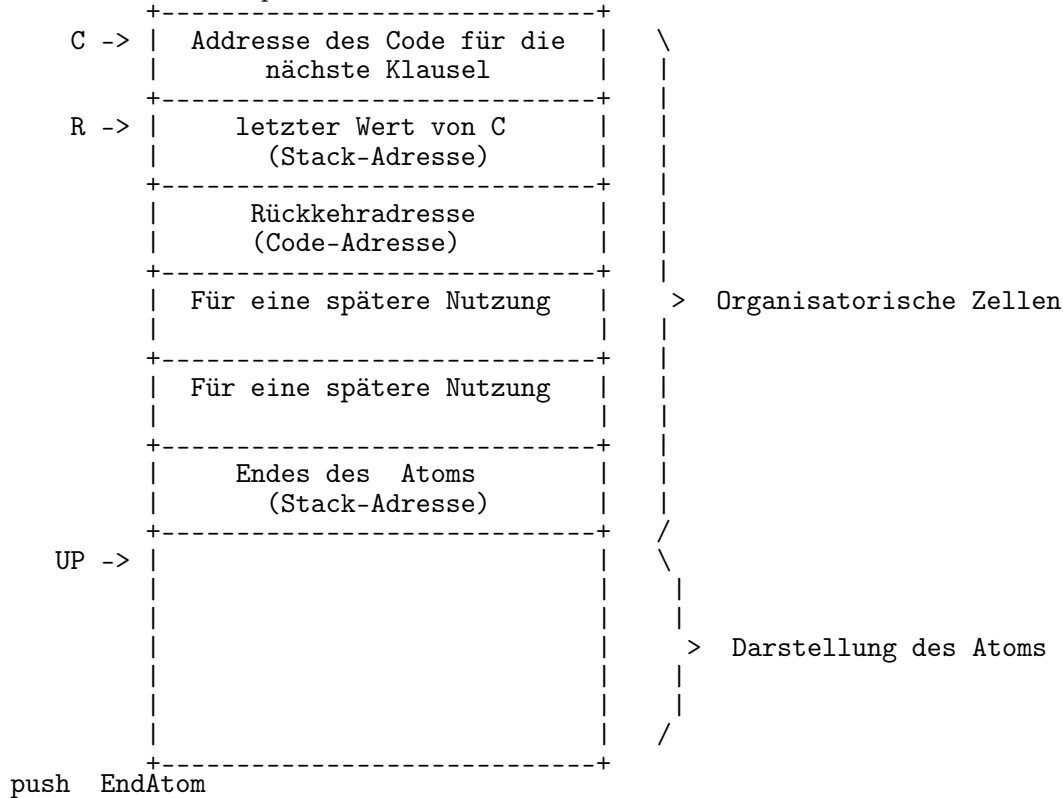 C -> | Addresse des Code für die | \
| nächste Klausel | |
+-----------------------------+ |
R -> | letzter Wert von C | |
| (Stack-Adresse) | |
+-----------------------------+ |
| Rückkehradresse | |
| (Code-Adresse) | |
+-----------------------------+ |
| Für eine spätere Nutzung | > Organisatorische Zellen
| | |
+-----------------------------+ |
| Für eine spätere Nutzung | |
| | |
+-----------------------------+ |
| Endes des Atoms | |
| (Stack-Adresse) | |
+-----------------------------+ /
UP -> | | \
| | |
| | |
| | > Darstellung des Atoms
| | |
| | |
| | /
+-----------------------------+
push EndAtom